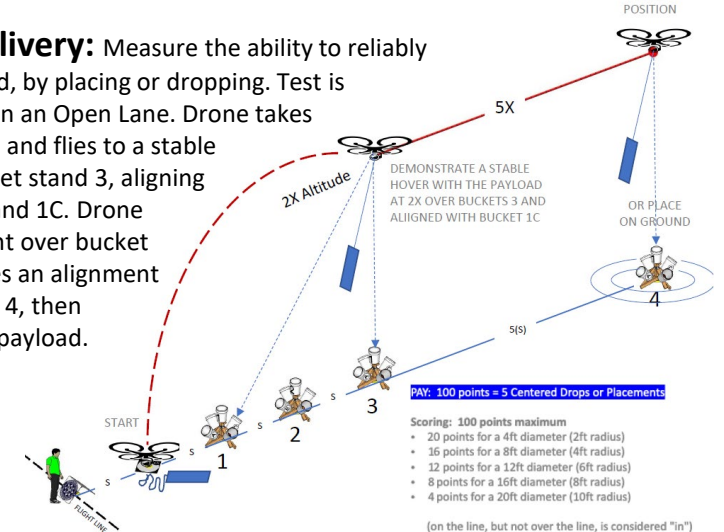 POSITION
livery: Measure the ability to reliably
d, by placing or dropping. Test is
n an Open Lane. Drone takes
and flies to a stable
et stand 3, aligning
and 1C. Drone
nt over bucket
es an alignment
4, then
payload.
5X
2X Altitude
DEMONSTRATE A STABLE
HOVER WITH THE PAYLOAD
AT 2X OVER BUCKETS 3 AND
ALIIGNED WITH BUCKET 1C
OR PLACE
ON GROUND
4
5(S)
START
S
S
1
S
2
S
3
FLIGHT LINE
PAY: 100 points = 5 Centered Drops or Placements
Scoring: 100 points maximum
• 20 points for a 4ft diameter (2ft radius)
• 16 points for a 8ft diameter (4ft radius)
• 12 points for a 12ft diameter (6ft radius)
• 8 points for a 16ft diameter (8ft radius)
• 4 points for a 20ft diameter (10ft radius)
(on the line, but not over the line, is considered "in")